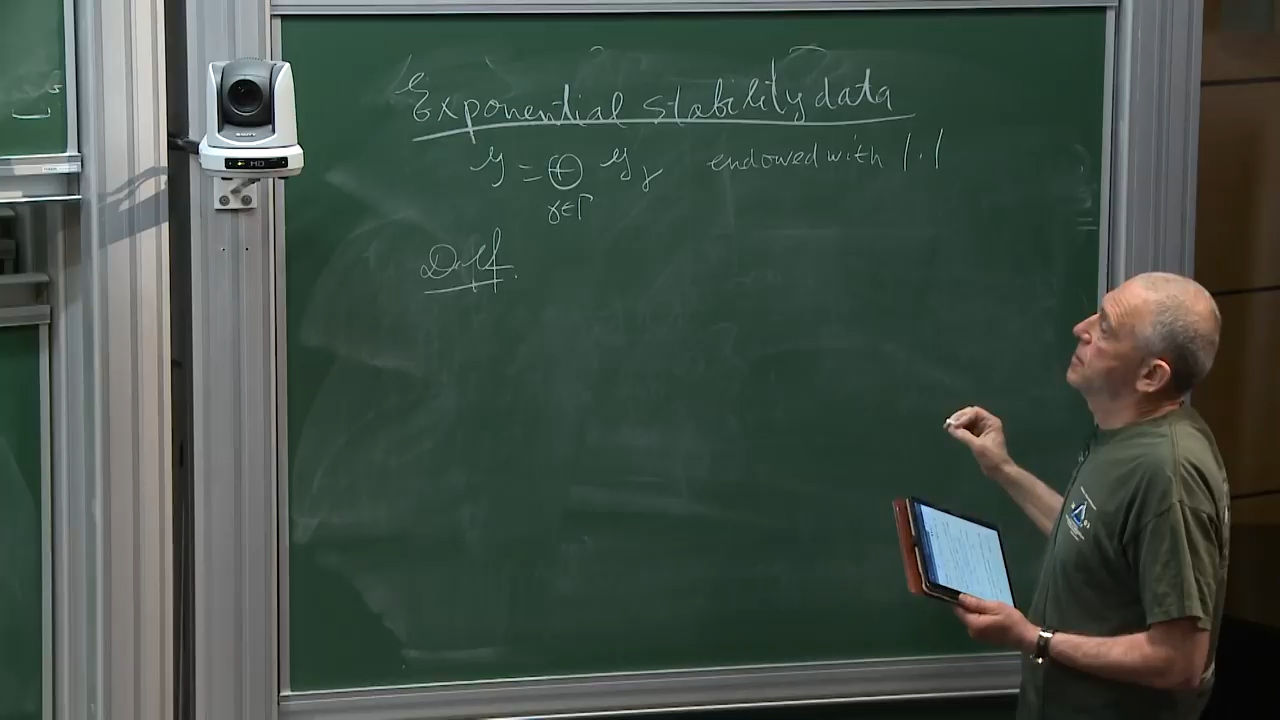 Exponential stability data
𝔤 = ⊕ 𝔤_γ endowed with |·|
γ∈Γ
Def.